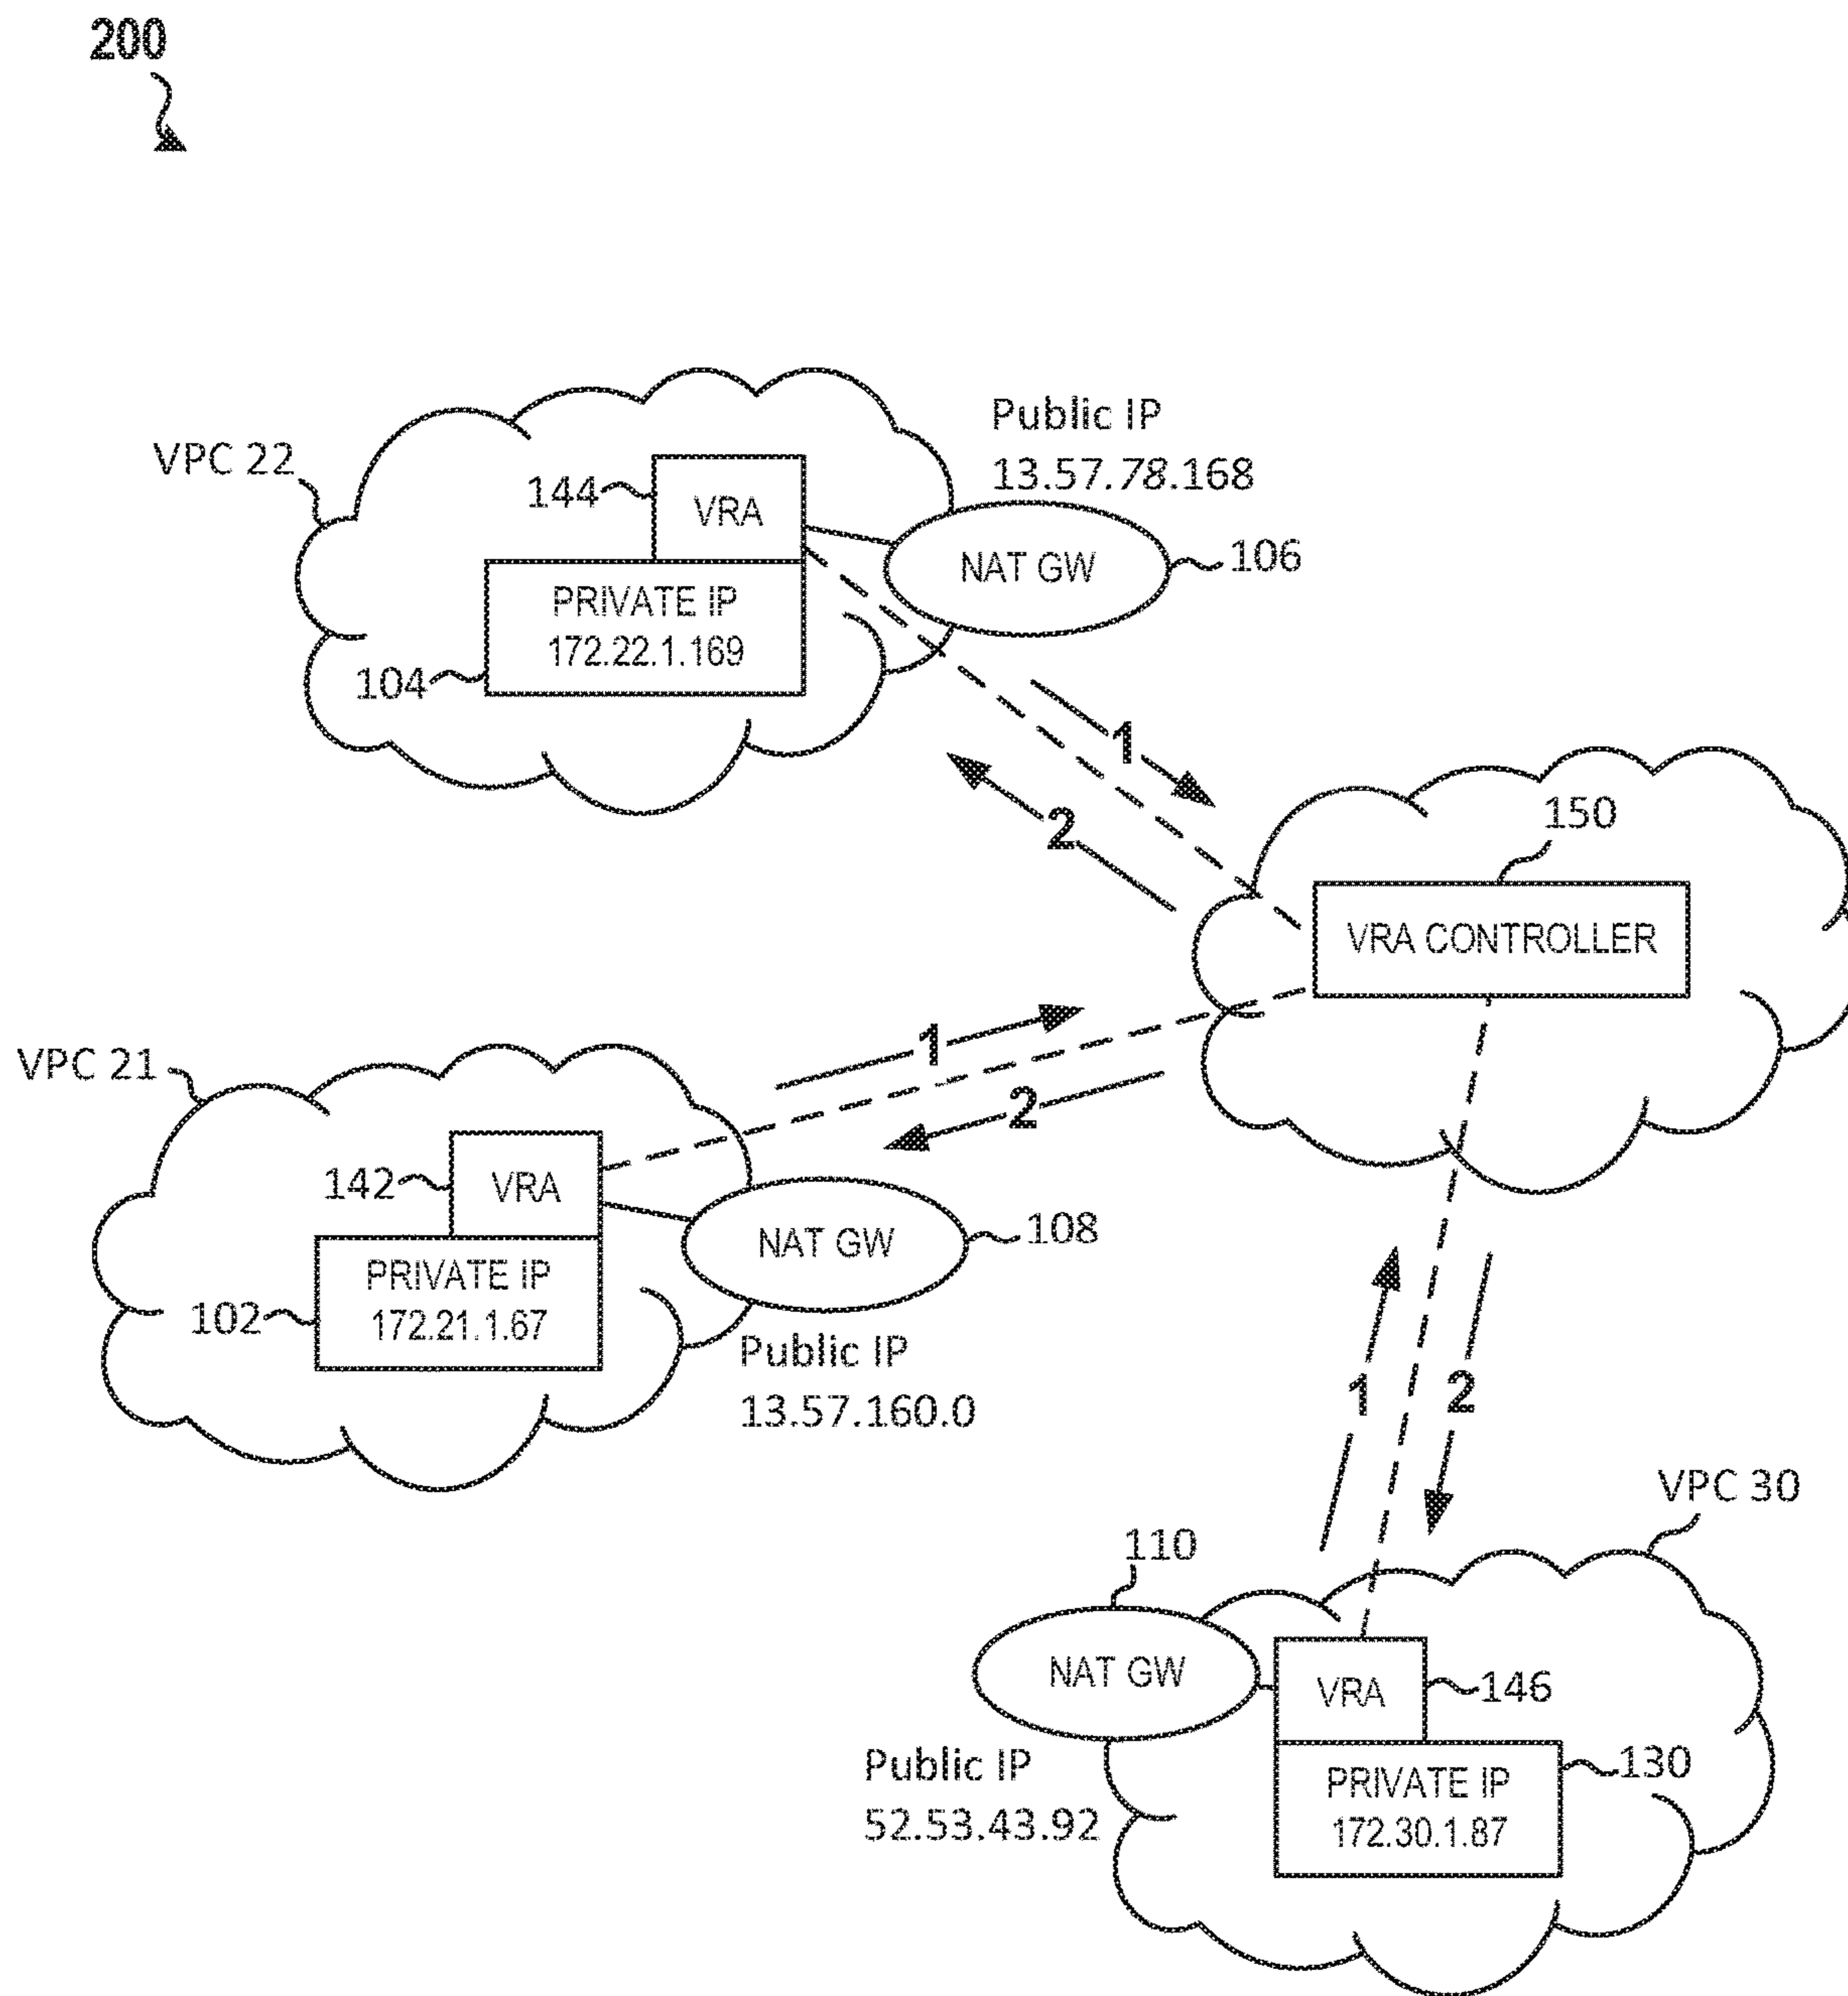 200
VPC 22
144
VRA
PRIVATE IP
172.22.1.169
104
Public IP
13.57.78.168
NAT GW
106
1
2
150
VRA CONTROLLER
VPC 21
142
VRA
PRIVATE IP
172.21.1.67
102
NAT GW
108
Public IP
13.57.160.0
1
2
1
2
VPC 30
110
NAT GW
VRA
146
Public IP
52.53.43.92
PRIVATE IP
172.30.1.87
130